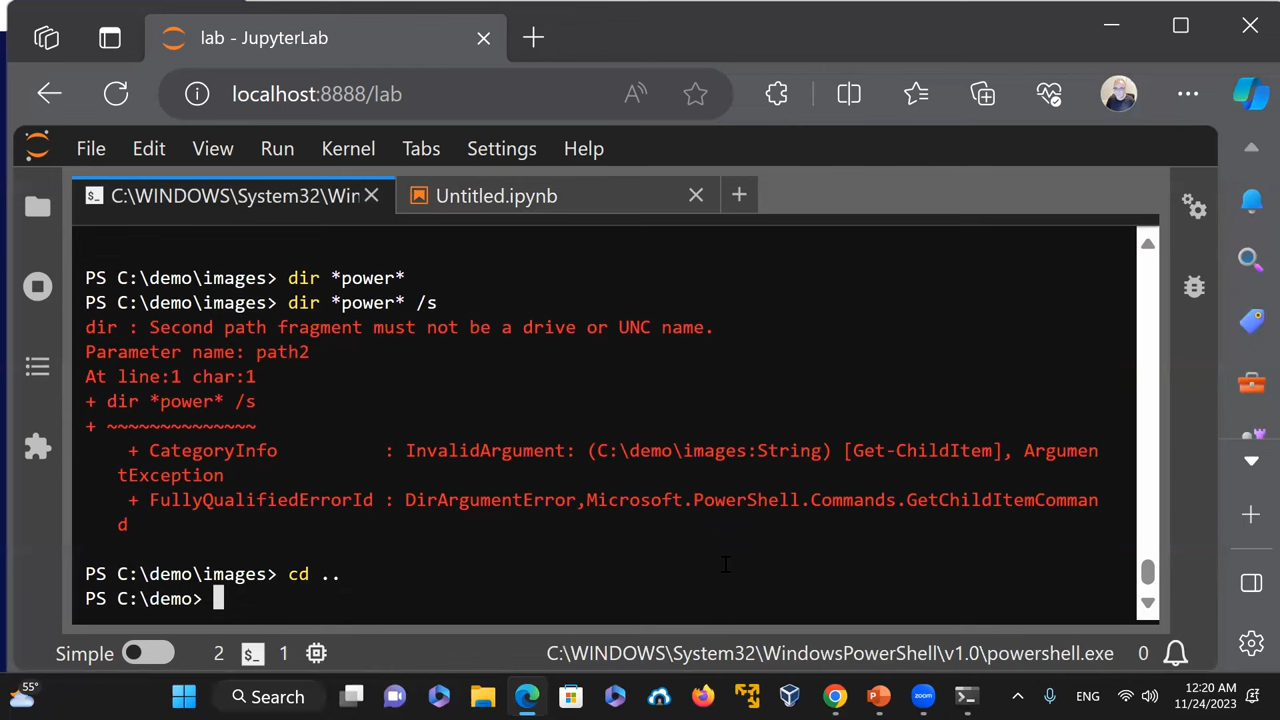 lab - JupyterLab
localhost:8888/lab
File Edit View Run Kernel Tabs Settings Help
C:\WINDOWS\System32\Win
Untitled.ipynb
PS C:\demo\images> dir *power*
PS C:\demo\images> dir *power* /s
dir : Second path fragment must not be a drive or UNC name.
Parameter name: path2
At line:1 char:1
+ dir *power* /s
+ ~~~~~~~~~~~~~~
+ CategoryInfo : InvalidArgument: (C:\demo\images:String) [Get-ChildItem], Argumen
tException
+ FullyQualifiedErrorId : DirArgumentError,Microsoft.PowerShell.Commands.GetChildItemComman
d
PS C:\demo\images> cd ..
PS C:\demo>
Simple 2 $_ 1 C:\WINDOWS\System32\WindowsPowerShell\v1.0\powershell.exe 0
55°
Search
zoom
ENG
12:20 AM
11/24/2023